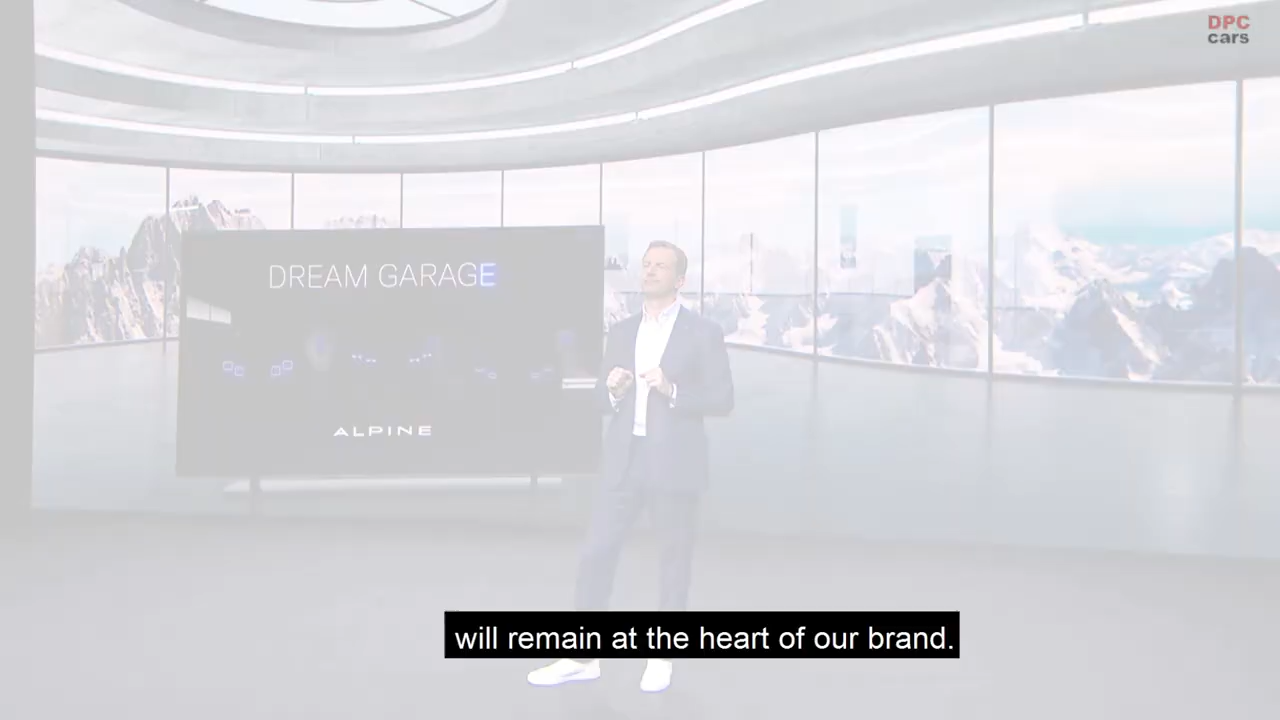 DPC
cars
DREAM GARAGE
ALPINE
will remain at the heart of our brand.